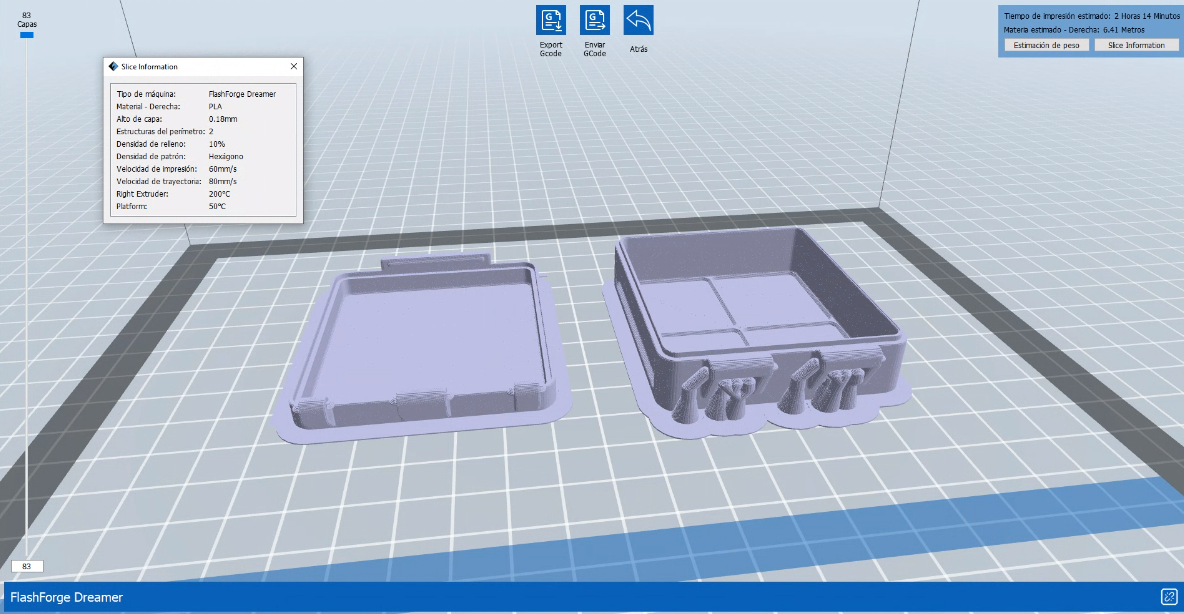 83
Capas
Export
Gcode
Enviar
GCode
Atrás
Tiempo de impresión estimado: 2 Horas 14 Minutos
Materia estimado - Derecha: 6.41 Metros
Estimación de peso
Slice Information
Slice Information
Tipo de máquina: FlashForge Dreamer
Material - Derecha: PLA
Alto de capa: 0.18mm
Estructuras del perímetro: 2
Densidad de relleno: 10%
Densidad de patrón: Hexágono
Velocidad de impresión: 60mm/s
Velocidad de trayectoria: 80mm/s
Right Extruder: 200°C
Platform: 50°C
83
FlashForge Dreamer